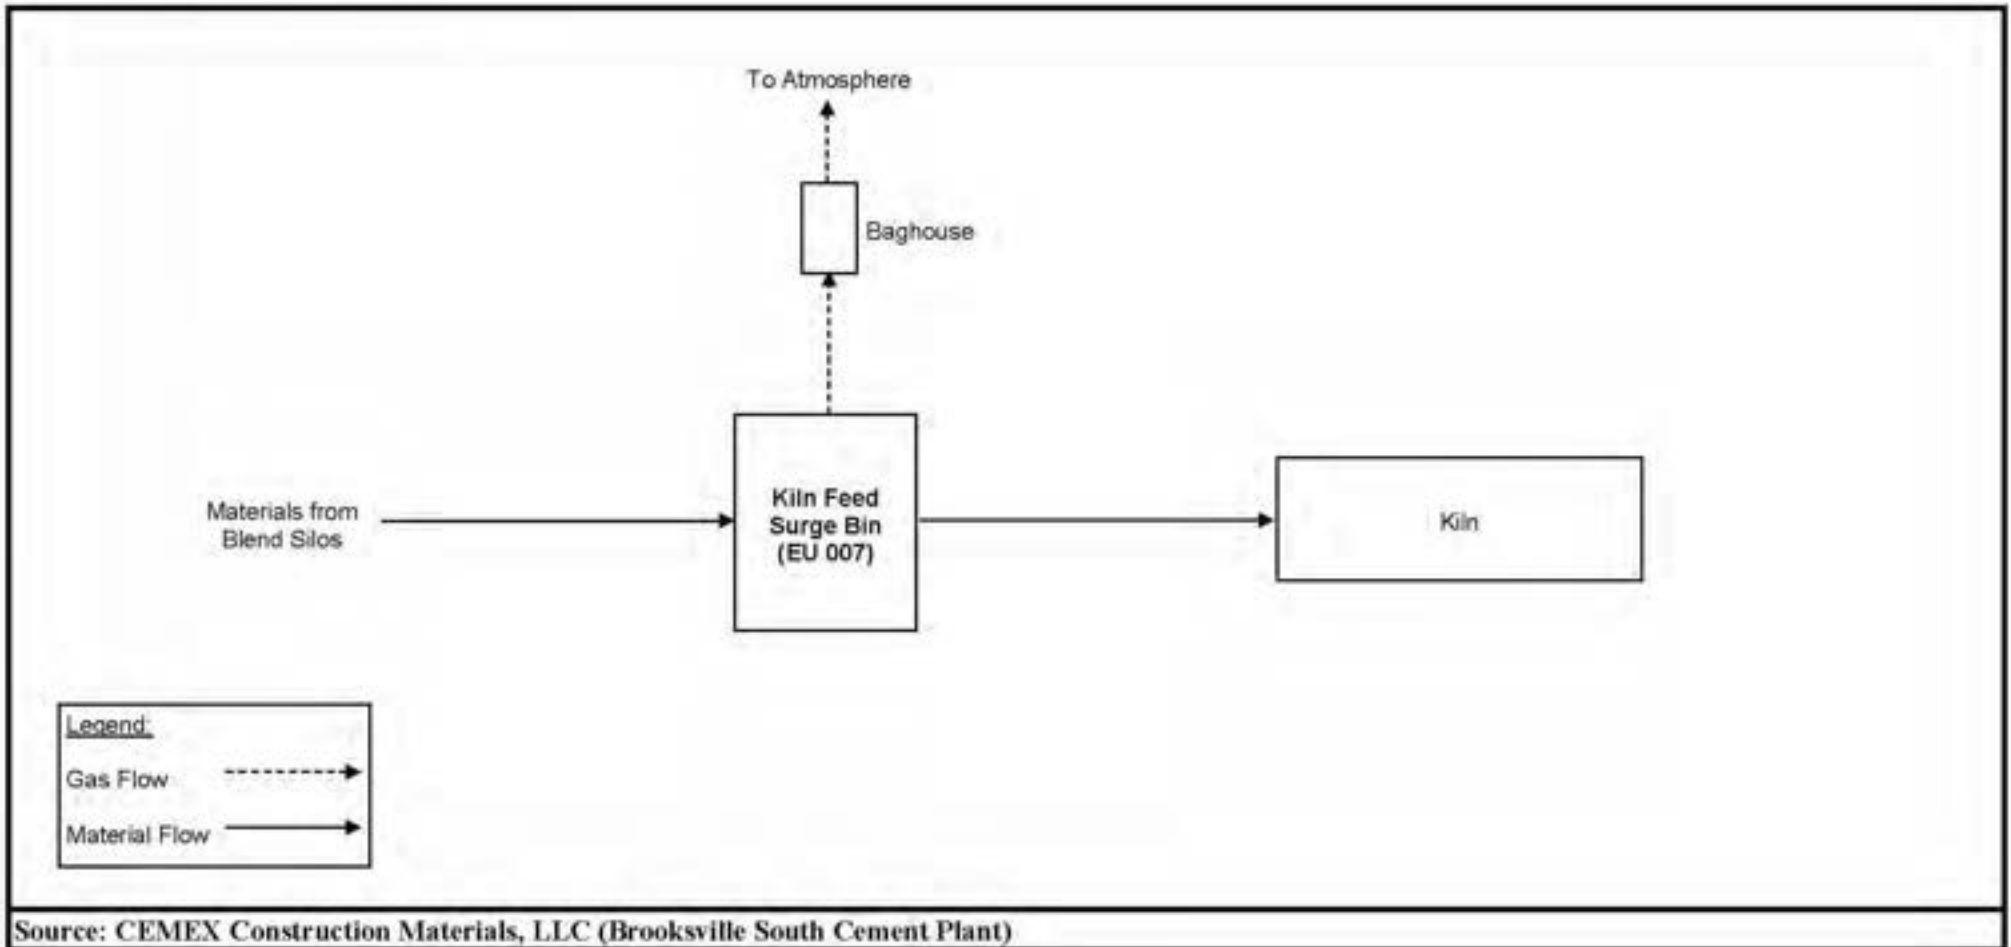 To Atmosphere
Baghouse
Materials from
Blend Silos
Kiln Feed
Surge Bin
(EU 007)
Kiln
Legend:
Gas Flow
Material Flow
Source: CEMEX Construction Materials, LLC (Brooksville South Cement Plant)